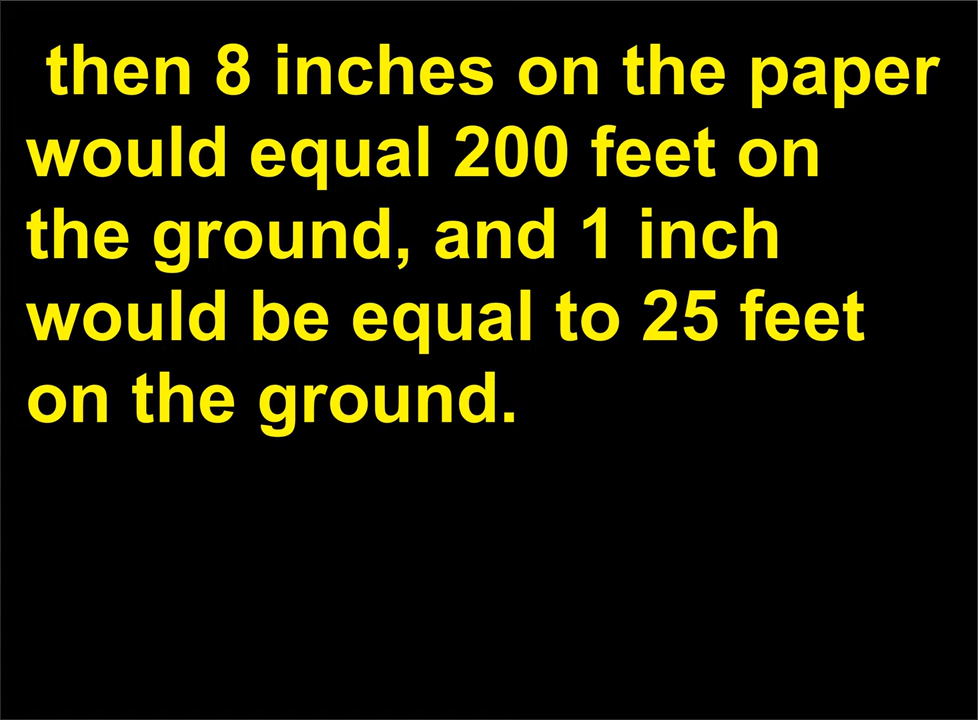 then 8 inches on the paper
would equal 200 feet on
the ground, and 1 inch
would be equal to 25 feet
on the ground.